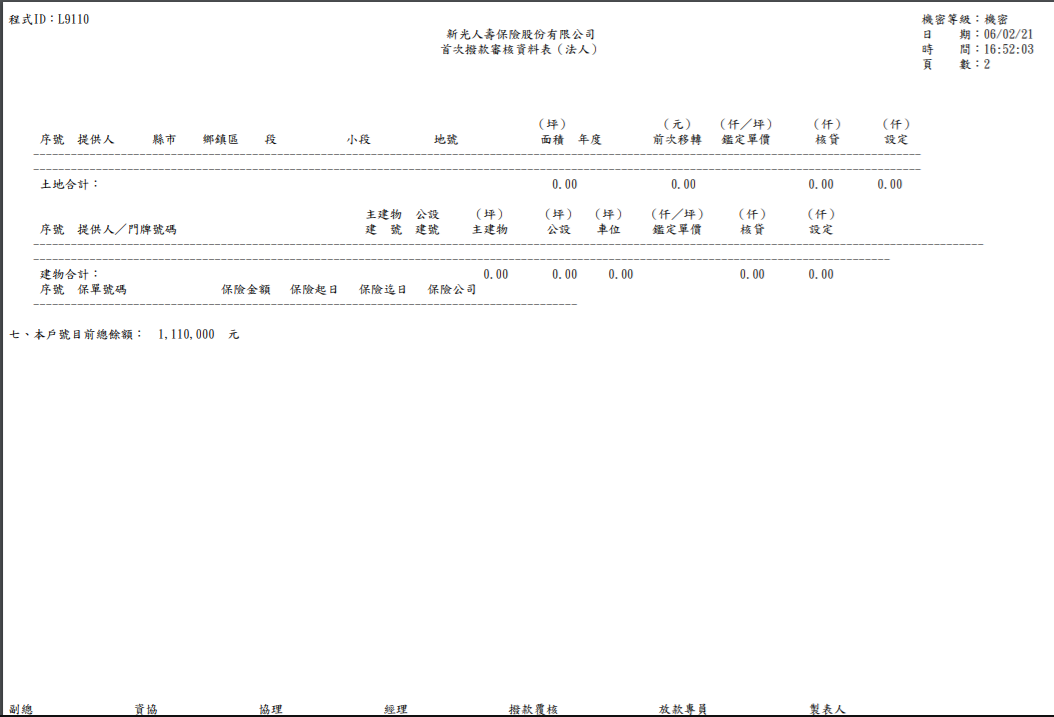 程式ID：L9110 機密等級：機密
新光人壽保險股份有限公司 日　　期：06/02/21
首次撥款審核資料表（法人） 時　　間：16:52:03
頁　　數：2
（坪） （元） （仟／坪） （仟） （仟）
序號 提供人 縣市 鄉鎮區 段 小段 地號 面積 年度 前次移轉 鑑定單價 核貸 設定
土地合計： 0.00 0.00 0.00 0.00
主建物 公設 （坪） （坪） （坪） （仟／坪） （仟） （仟）
序號 提供人／門牌號碼 建　號 建號 主建物 公設 車位 鑑定單價 核貸 設定
建物合計： 0.00 0.00 0.00 0.00 0.00
序號 保單號碼 保險金額 保險起日 保險迄日 保險公司
七、本戶號目前總餘額： 1,110,000 元
副總 資協 協理 經理 撥款覆核 放款專員 製表人